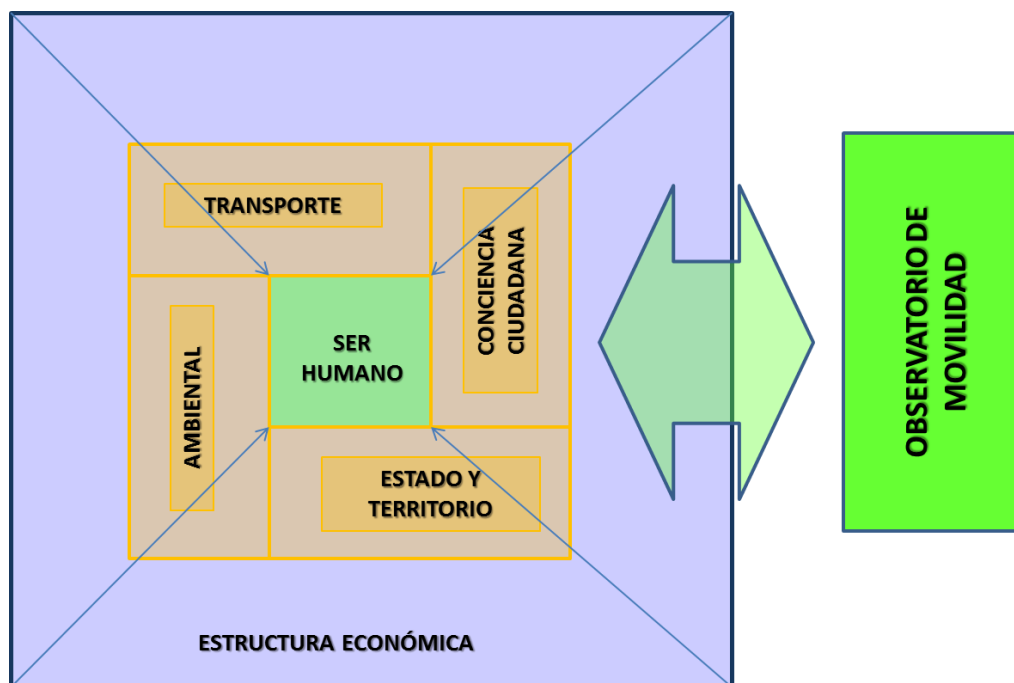 TRANSPORTE
CONCIENCIA
CIUDADANA
SER
HUMANO
AMBIENTAL
ESTADO Y
TERRITORIO
ESTRUCTURA ECONÓMICA
OBSERVATORIO DE
MOVILIDAD